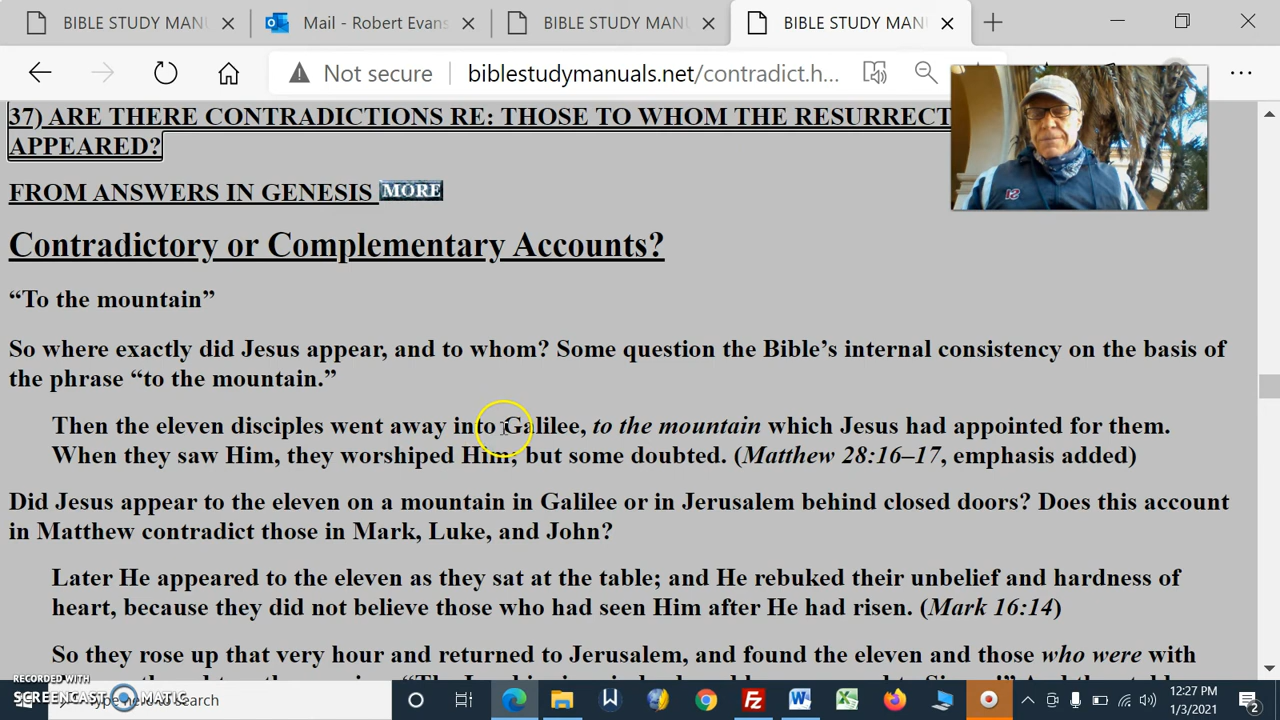 BIBLE STUDY MAN
Mail - Robert Evans
BIBLE STUDY MAN
BIBLE STUDY MAN
Not secure
biblestudymanuals.net/contradict.h...
37) ARE THERE CONTRADICTIONS RE: THOSE TO WHOM THE RESURRECT
APPEARED?
FROM ANSWERS IN GENESIS MORE
Contradictory or Complementary Accounts?
“To the mountain”
So where exactly did Jesus appear, and to whom? Some question the Bible’s internal consistency on the basis of
the phrase “to the mountain.”
Then the eleven disciples went away into Galilee, to the mountain which Jesus had appointed for them.
When they saw Him, they worshiped Him; but some doubted. (Matthew 28:16–17, emphasis added)
Did Jesus appear to the eleven on a mountain in Galilee or in Jerusalem behind closed doors? Does this account
in Matthew contradict those in Mark, Luke, and John?
Later He appeared to the eleven as they sat at the table; and He rebuked their unbelief and hardness of
heart, because they did not believe those who had seen Him after He had risen. (Mark 16:14)
So they rose up that very hour and returned to Jerusalem, and found the eleven and those who were with
RECORDED WITH
SCREENCAST MATIC
Type here to search
12:27 PM
1/3/2021
2